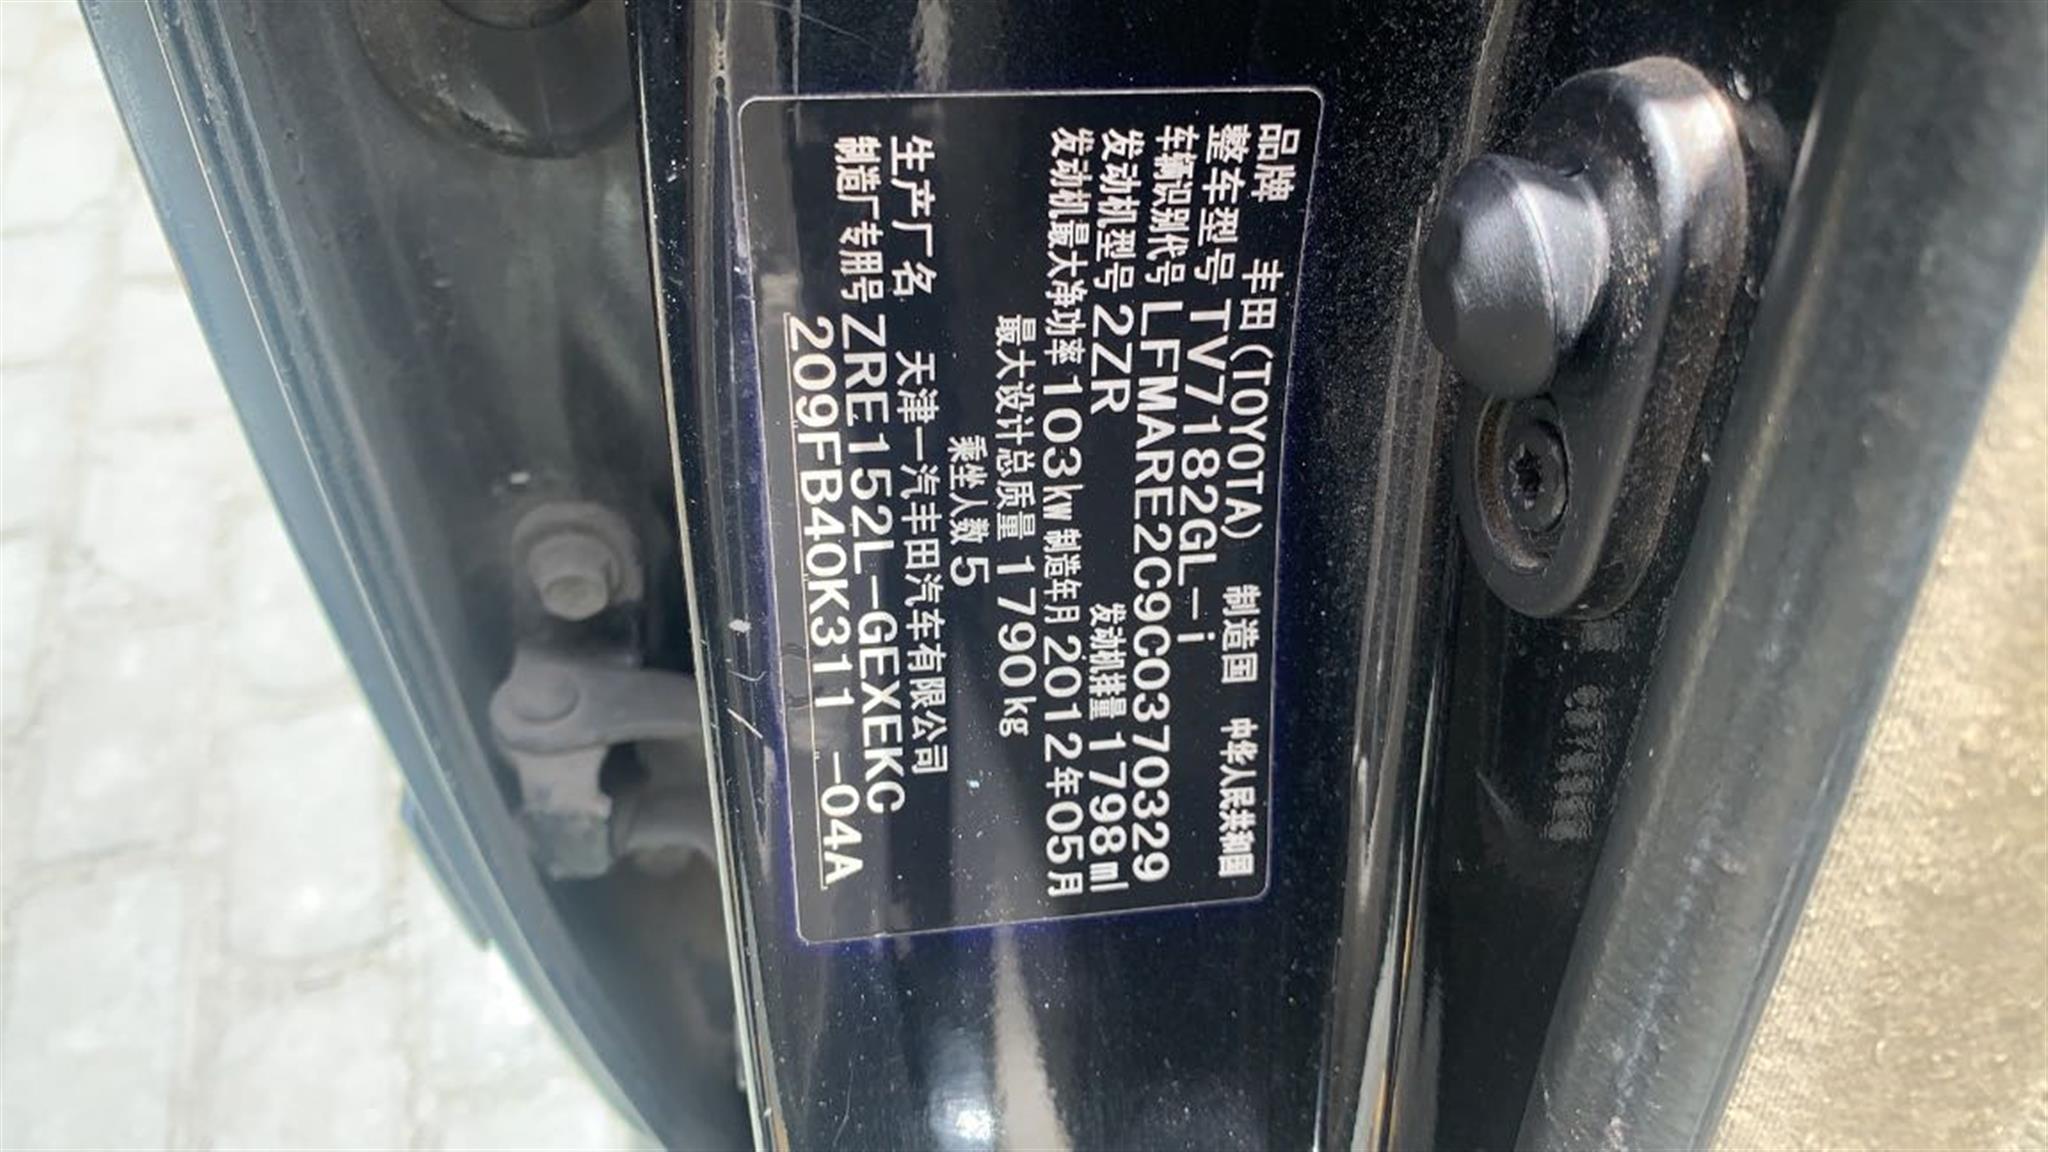 品牌 丰田(TOYOTA) 制造国 中华人民共和国
整车型号 TV7182GL-i
车辆识别代号 LFMARE2C9C0370329
发动机型号 2ZR 发动机排量 1798ml
发动机最大净功率 103kW 制造年月 2012年05月
最大设计总质量 1790kg
乘坐人数 5
生产厂名 天津一汽丰田汽车有限公司
制造厂专用号 ZRE152L-GEXEKC
209FB40K311 -04A